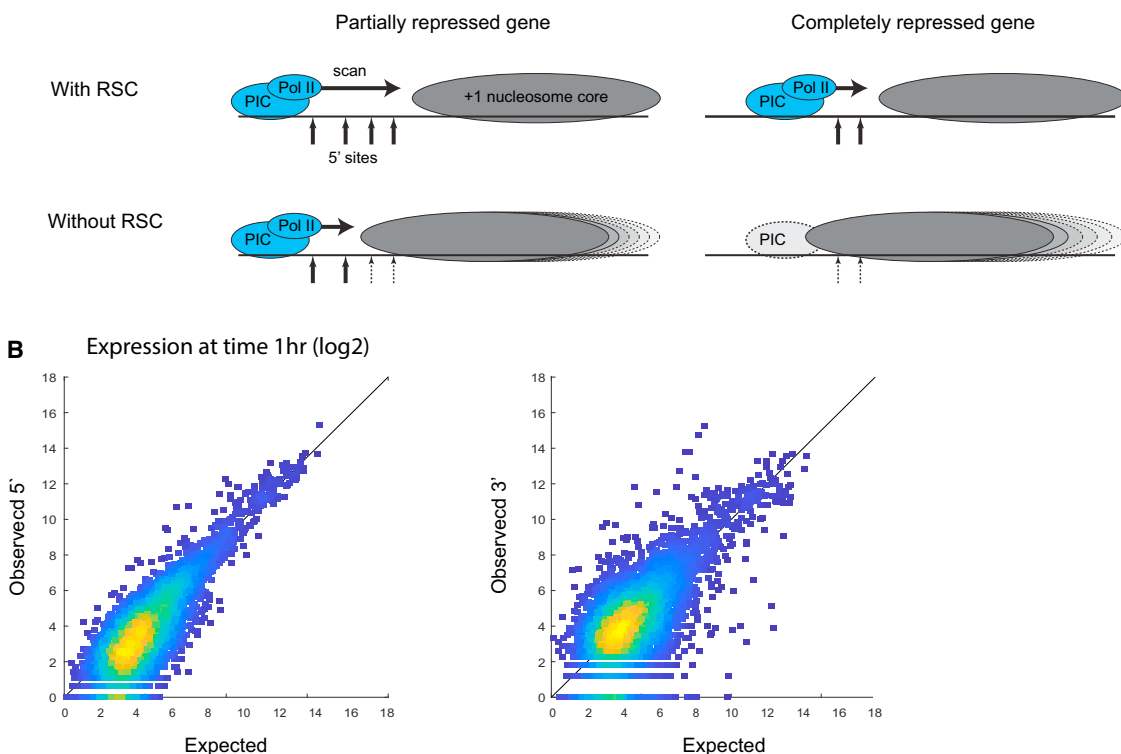 Partially repressed gene
Completely repressed gene
With RSC
Pol II
PIC
scan
+1 nucleosome core
5' sites
Pol II
PIC
Without RSC
Pol II
PIC
PIC
B
Expression at time 1hr (log2)
18
16
14
12
10
8
6
4
2
0
Observecd 5`
0 2 4 6 8 10 12 14 16 18
Expected
18
16
14
12
10
8
6
4
2
0
Observecd 3’
0 2 4 6 8 10 12 14 16 18
Expected